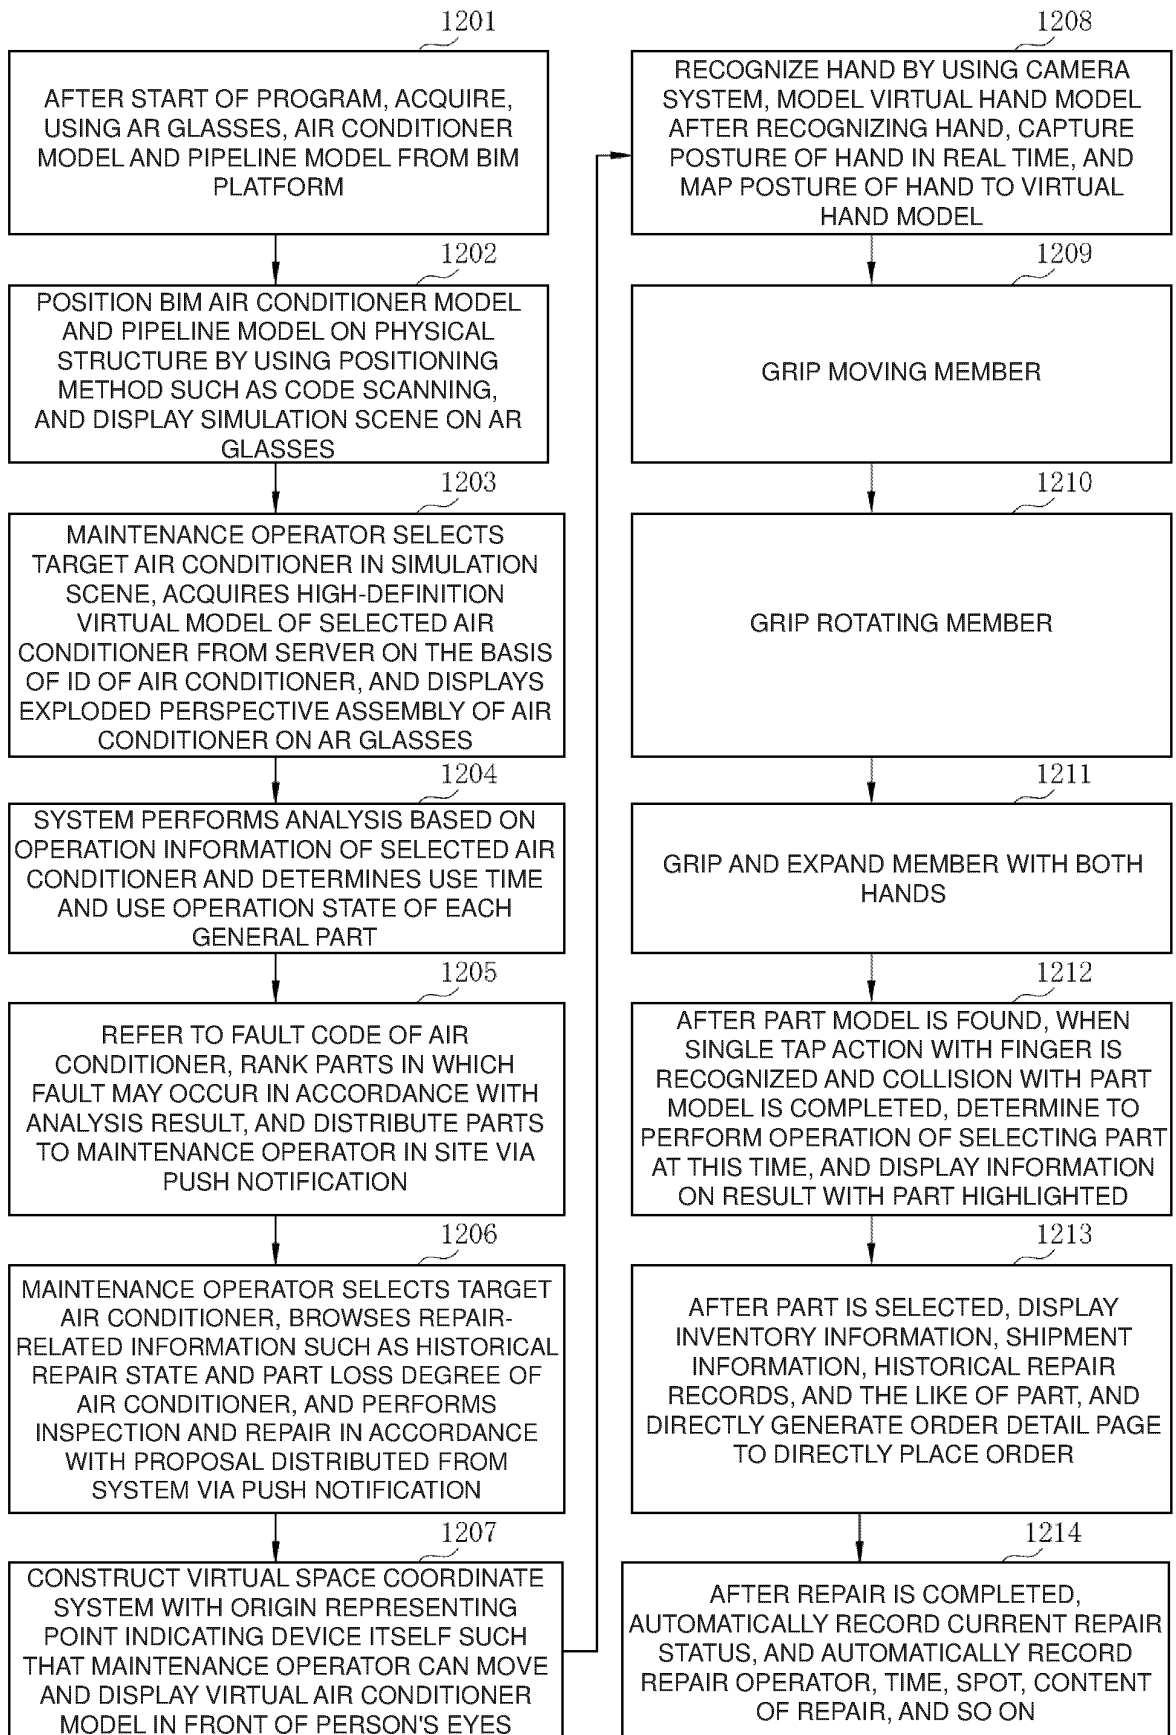 1201
AFTER START OF PROGRAM, ACQUIRE,
USING AR GLASSES, AIR CONDITIONER
MODEL AND PIPELINE MODEL FROM BIM
PLATFORM
1202
POSITION BIM AIR CONDITIONER MODEL
AND PIPELINE MODEL ON PHYSICAL
STRUCTURE BY USING POSITIONING
METHOD SUCH AS CODE SCANNING,
AND DISPLAY SIMULATION SCENE ON AR
GLASSES
1203
MAINTENANCE OPERATOR SELECTS
TARGET AIR CONDITIONER IN SIMULATION
SCENE, ACQUIRES HIGH-DEFINITION
VIRTUAL MODEL OF SELECTED AIR
CONDITIONER FROM SERVER ON THE BASIS
OF ID OF AIR CONDITIONER, AND DISPLAYS
EXPLODED PERSPECTIVE ASSEMBLY OF AIR
CONDITIONER ON AR GLASSES
1204
SYSTEM PERFORMS ANALYSIS BASED ON
OPERATION INFORMATION OF SELECTED AIR
CONDITIONER AND DETERMINES USE TIME
AND USE OPERATION STATE OF EACH
GENERAL PART
1205
REFER TO FAULT CODE OF AIR
CONDITIONER, RANK PARTS IN WHICH
FAULT MAY OCCUR IN ACCORDANCE WITH
ANALYSIS RESULT, AND DISTRIBUTE PARTS
TO MAINTENANCE OPERATOR IN SITE VIA
PUSH NOTIFICATION
1206
MAINTENANCE OPERATOR SELECTS TARGET
AIR CONDITIONER, BROWSES REPAIR-
RELATED INFORMATION SUCH AS HISTORICAL
REPAIR STATE AND PART LOSS DEGREE OF
AIR CONDITIONER, AND PERFORMS
INSPECTION AND REPAIR IN ACCORDANCE
WITH PROPOSAL DISTRIBUTED FROM
SYSTEM VIA PUSH NOTIFICATION
1207
CONSTRUCT VIRTUAL SPACE COORDINATE
SYSTEM WITH ORIGIN REPRESENTING
POINT INDICATING DEVICE ITSELF SUCH
THAT MAINTENANCE OPERATOR CAN MOVE
AND DISPLAY VIRTUAL AIR CONDITIONER
MODEL IN FRONT OF PERSON'S EYES
1208
RECOGNIZE HAND BY USING CAMERA
SYSTEM, MODEL VIRTUAL HAND MODEL
AFTER RECOGNIZING HAND, CAPTURE
POSTURE OF HAND IN REAL TIME, AND
MAP POSTURE OF HAND TO VIRTUAL
HAND MODEL
1209
GRIP MOVING MEMBER
1210
GRIP ROTATING MEMBER
1211
GRIP AND EXPAND MEMBER WITH BOTH
HANDS
1212
AFTER PART MODEL IS FOUND, WHEN
SINGLE TAP ACTION WITH FINGER IS
RECOGNIZED AND COLLISION WITH PART
MODEL IS COMPLETED, DETERMINE TO
PERFORM OPERATION OF SELECTING PART
AT THIS TIME, AND DISPLAY INFORMATION
ON RESULT WITH PART HIGHLIGHTED
1213
AFTER PART IS SELECTED, DISPLAY
INVENTORY INFORMATION, SHIPMENT
INFORMATION, HISTORICAL REPAIR
RECORDS, AND THE LIKE OF PART, AND
DIRECTLY GENERATE ORDER DETAIL PAGE
TO DIRECTLY PLACE ORDER
1214
AFTER REPAIR IS COMPLETED,
AUTOMATICALLY RECORD CURRENT REPAIR
STATUS, AND AUTOMATICALLY RECORD
REPAIR OPERATOR, TIME, SPOT, CONTENT
OF REPAIR, AND SO ON